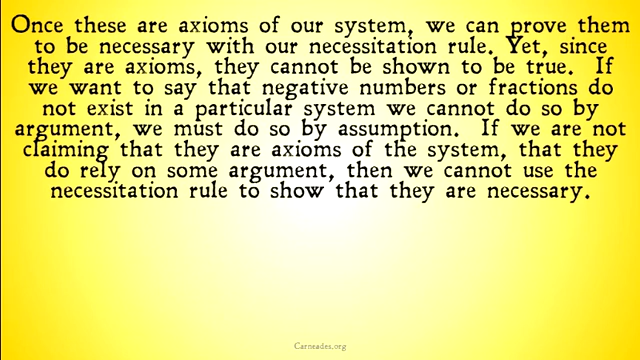 Once these are axioms of our system, we can prove them
to be necessary with our necessitation rule. Yet, since
they are axioms, they cannot be shown to be true. If
we want to say that negative numbers or fractions do
not exist in a particular system we cannot do so by
argument, we must do so by assumption. If we are not
claiming that they are axioms of the system, that they
do rely on some argument, then we cannot use the
necessitation rule to show that they are necessary.
Carneades.org